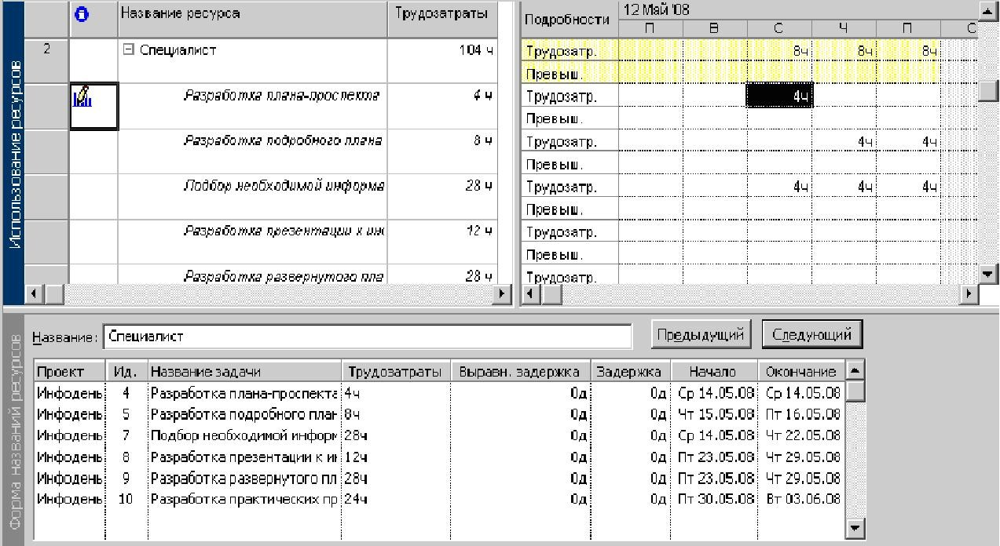 Название ресурса Трудозатраты Подробности 12 Май '08
П В С Ч П С
2 Специалист 104 ч Трудозатр. 8ч 8ч 8ч
Превыш.
Разработка плана-проспекта 4 ч Трудозатр. 4ч
Превыш.
Разработка подробного плана 8 ч Трудозатр. 4ч 4ч
Превыш.
Подбор необходимой информа 28 ч Трудозатр. 4ч 4ч 4ч
Превыш.
Разработка презентации к ин 12 ч Трудозатр.
Превыш.
Разработка развернутого пла 28 ч Трудозатр.
Использование ресурсов
Название: Специалист Предыдущий Следующий
Проект Ид. Название задачи Трудозатраты Выравн. задержка Задержка Начало Окончание
Инфодень 4 Разработка плана-проспекта 4ч 0д 0д Ср 14.05.08 Ср 14.05.08
Инфодень 5 Разработка подробного план 8ч 0д 0д Чт 15.05.08 Пт 16.05.08
Инфодень 7 Подбор необходимой информ 28ч 0д 0д Ср 14.05.08 Чт 22.05.08
Инфодень 8 Разработка презентации к ин 12ч 0д 0д Пт 23.05.08 Чт 29.05.08
Инфодень 9 Разработка развернутого пл 28ч 0д 0д Пт 23.05.08 Чт 29.05.08
Инфодень 10 Разработка практических пр 24ч 0д 0д Пт 30.05.08 Вт 03.06.08
Форма названий ресурсов